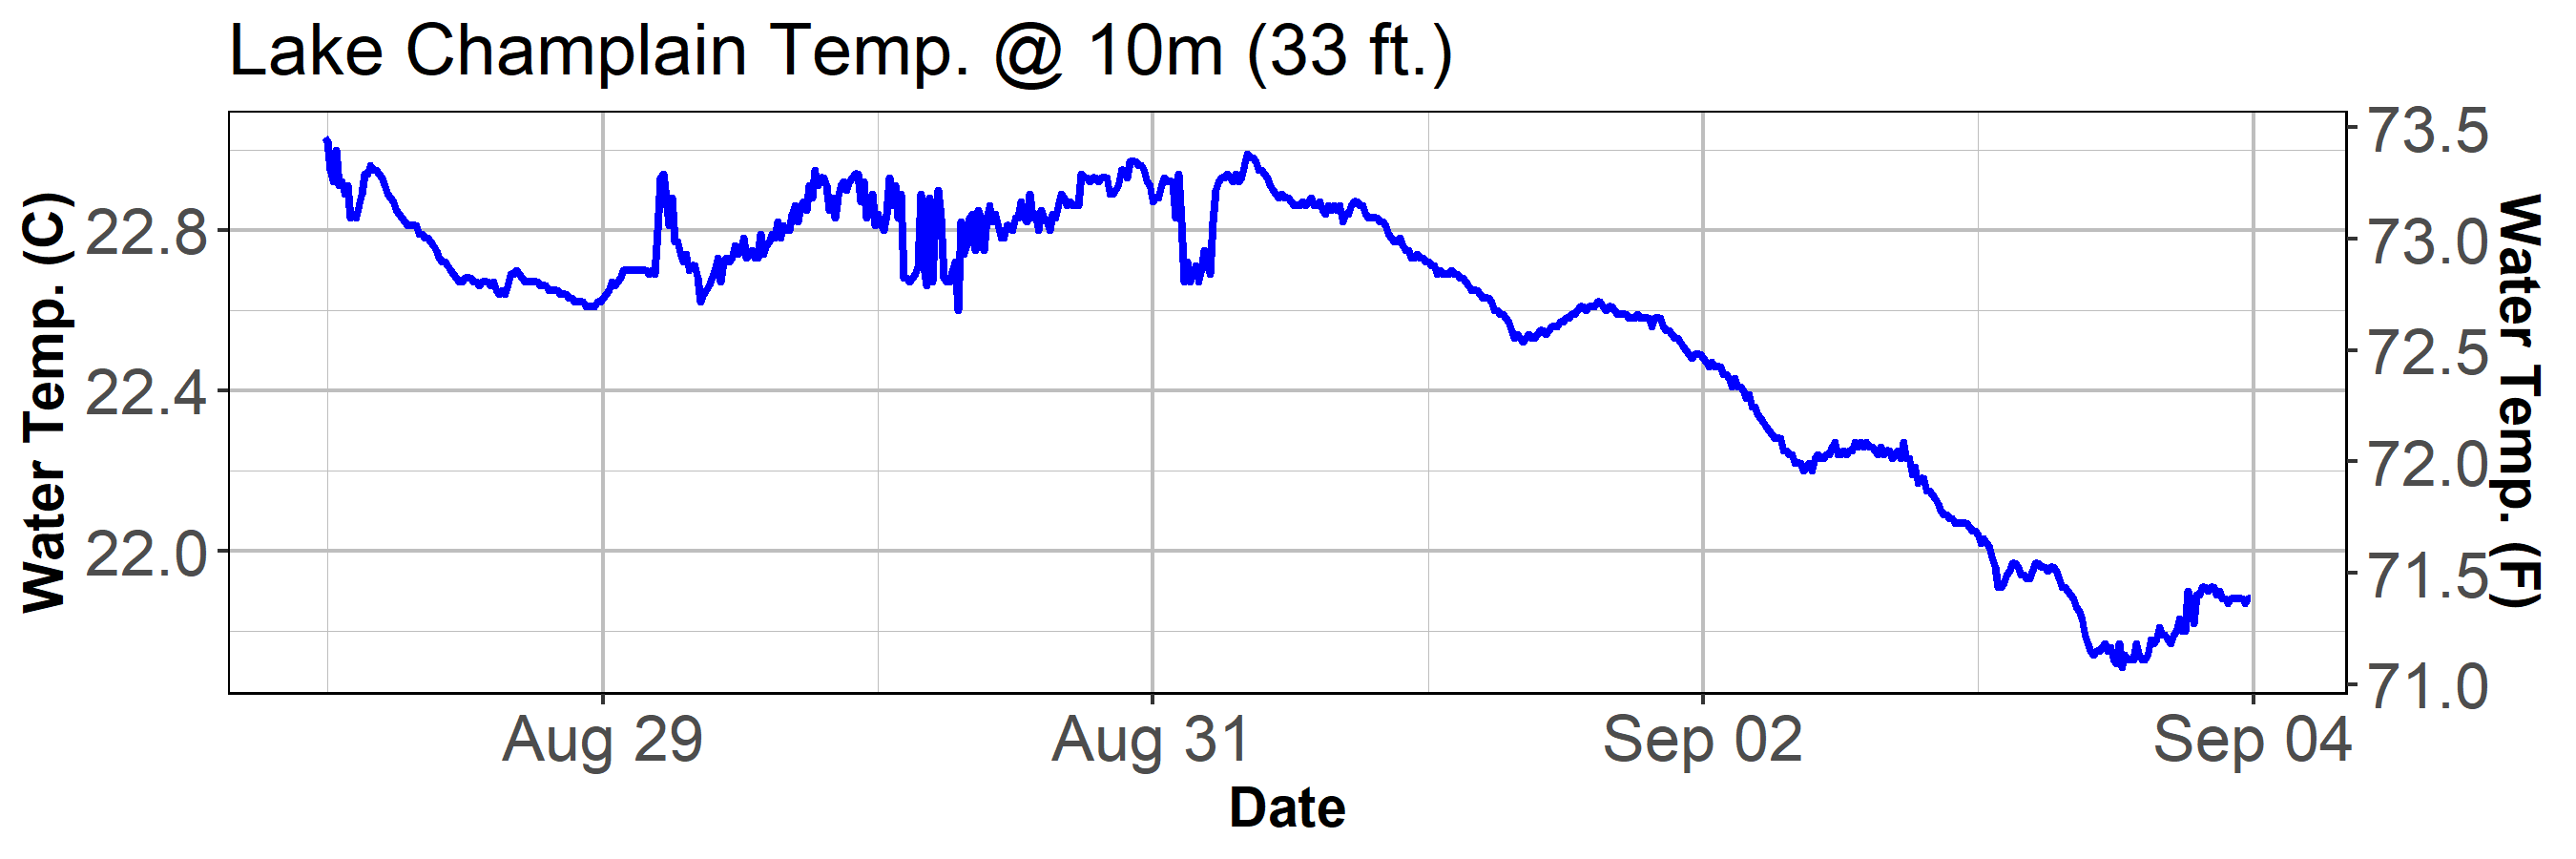 Lake Champlain Temp. @ 10m (33 ft.)
Water Temp. (C)
22.8
22.4
22.0
73.5
73.0
72.5
72.0
71.5
71.0
Water Temp. (F)
Aug 29
Aug 31
Sep 02
Sep 04
Date